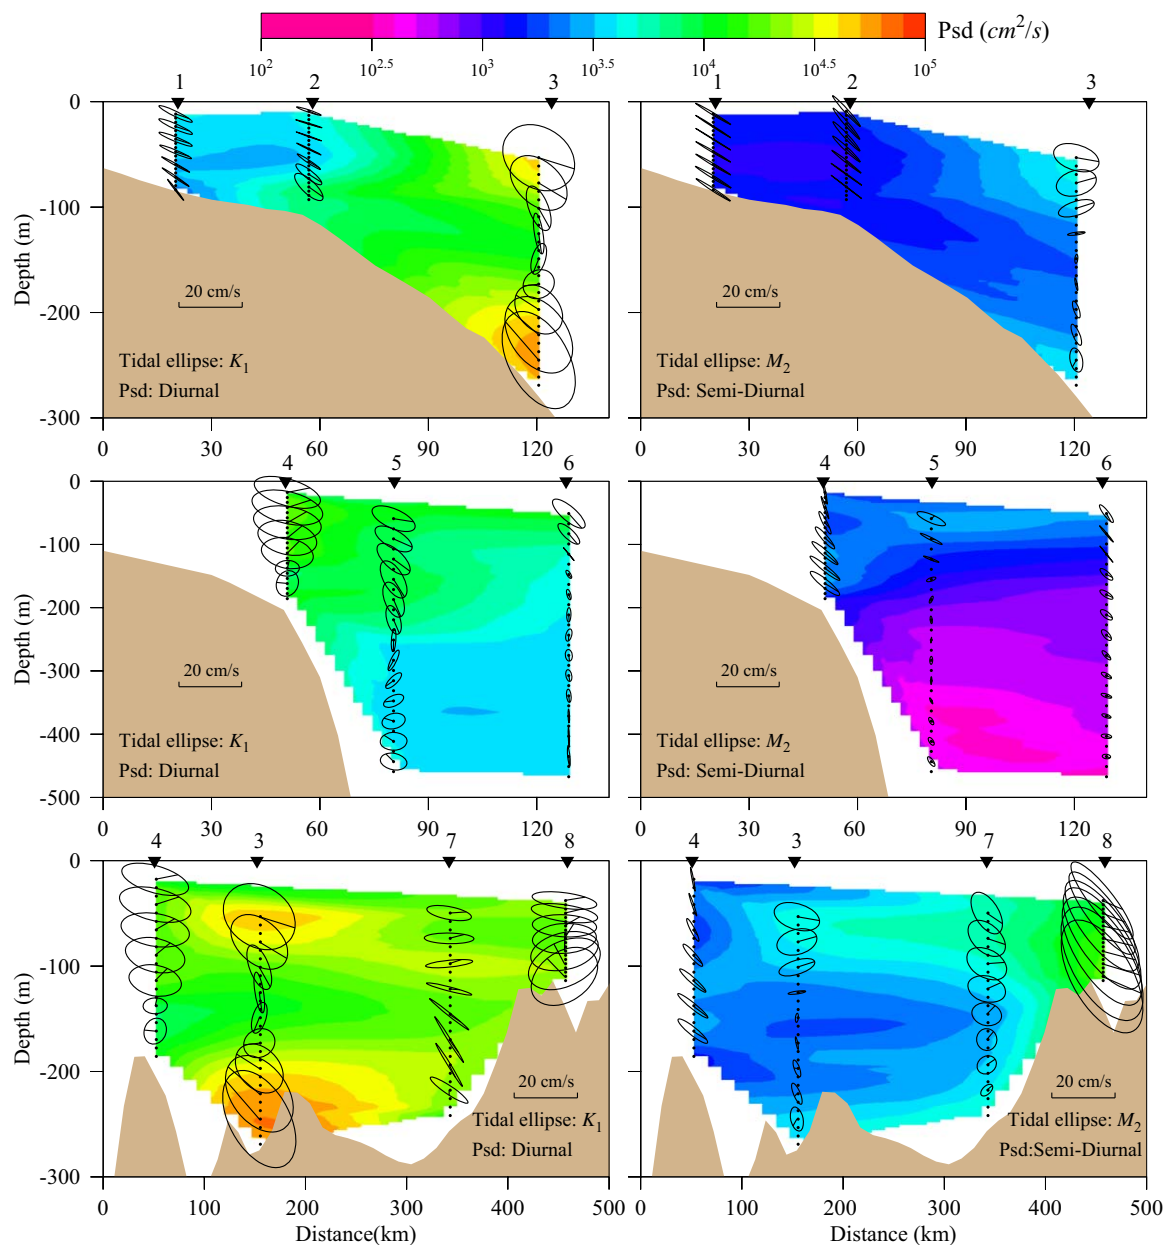 Psd (cm²/s)
10² 10²·⁵ 10³ 10³·⁵ 10⁴ 10⁴·⁵ 10⁵
1 2 3
1 2 3
0
-100
-200
-300
Depth (m)
20 cm/s
Tidal ellipse: K₁
Psd: Diurnal
20 cm/s
Tidal ellipse: M₂
Psd: Semi-Diurnal
0 30 60 90 120
0 30 60 90 120
4 5 6
4 5 6
0
-100
-200
-300
-400
-500
Depth (m)
20 cm/s
Tidal ellipse: K₁
Psd: Diurnal
20 cm/s
Tidal ellipse: M₂
Psd: Semi-Diurnal
0 30 60 90 120
0 30 60 90 120
4 3 7 8
4 3 7 8
0
-100
-200
-300
Depth (m)
20 cm/s
Tidal ellipse: K₁
Psd: Diurnal
20 cm/s
Tidal ellipse: M₂
Psd:Semi-Diurnal
0 100 200 300 400 500
0 100 200 300 400 500
Distance(km)
Distance (km)